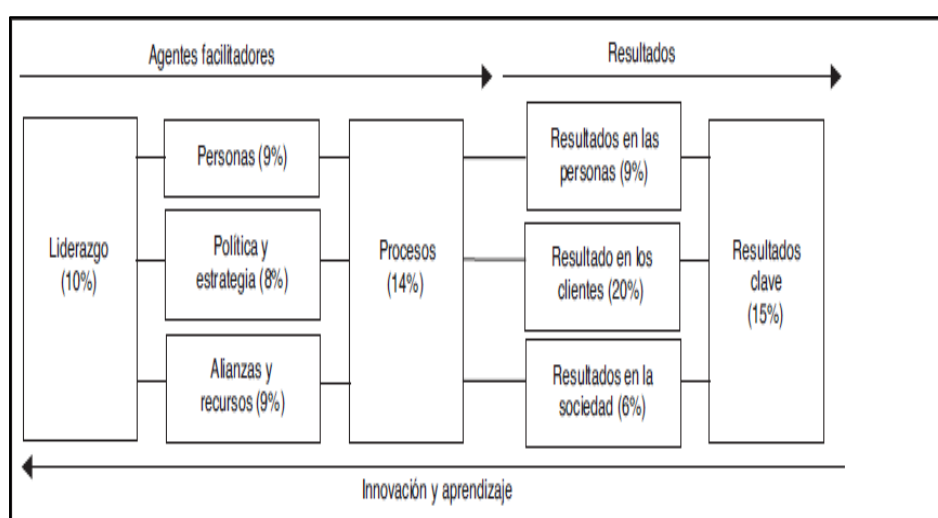 Agentes facilitadores
Resultados
Liderazgo
(10%)
Personas (9%)
Política y
estrategia (8%)
Alianzas y
recursos (9%)
Procesos
(14%)
Resultados en las
personas (9%)
Resultado en los
clientes (20%)
Resultados en la
sociedad (6%)
Resultados
clave
(15%)
Innovación y aprendizaje